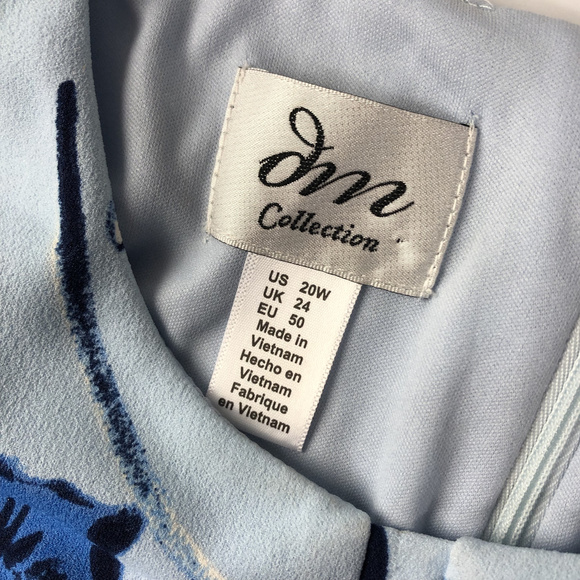 dm
Collection
US 20W
UK 24
EU 50
Made in
Vietnam
Hecho en
Vietnam
Fabrique
en Vietnam